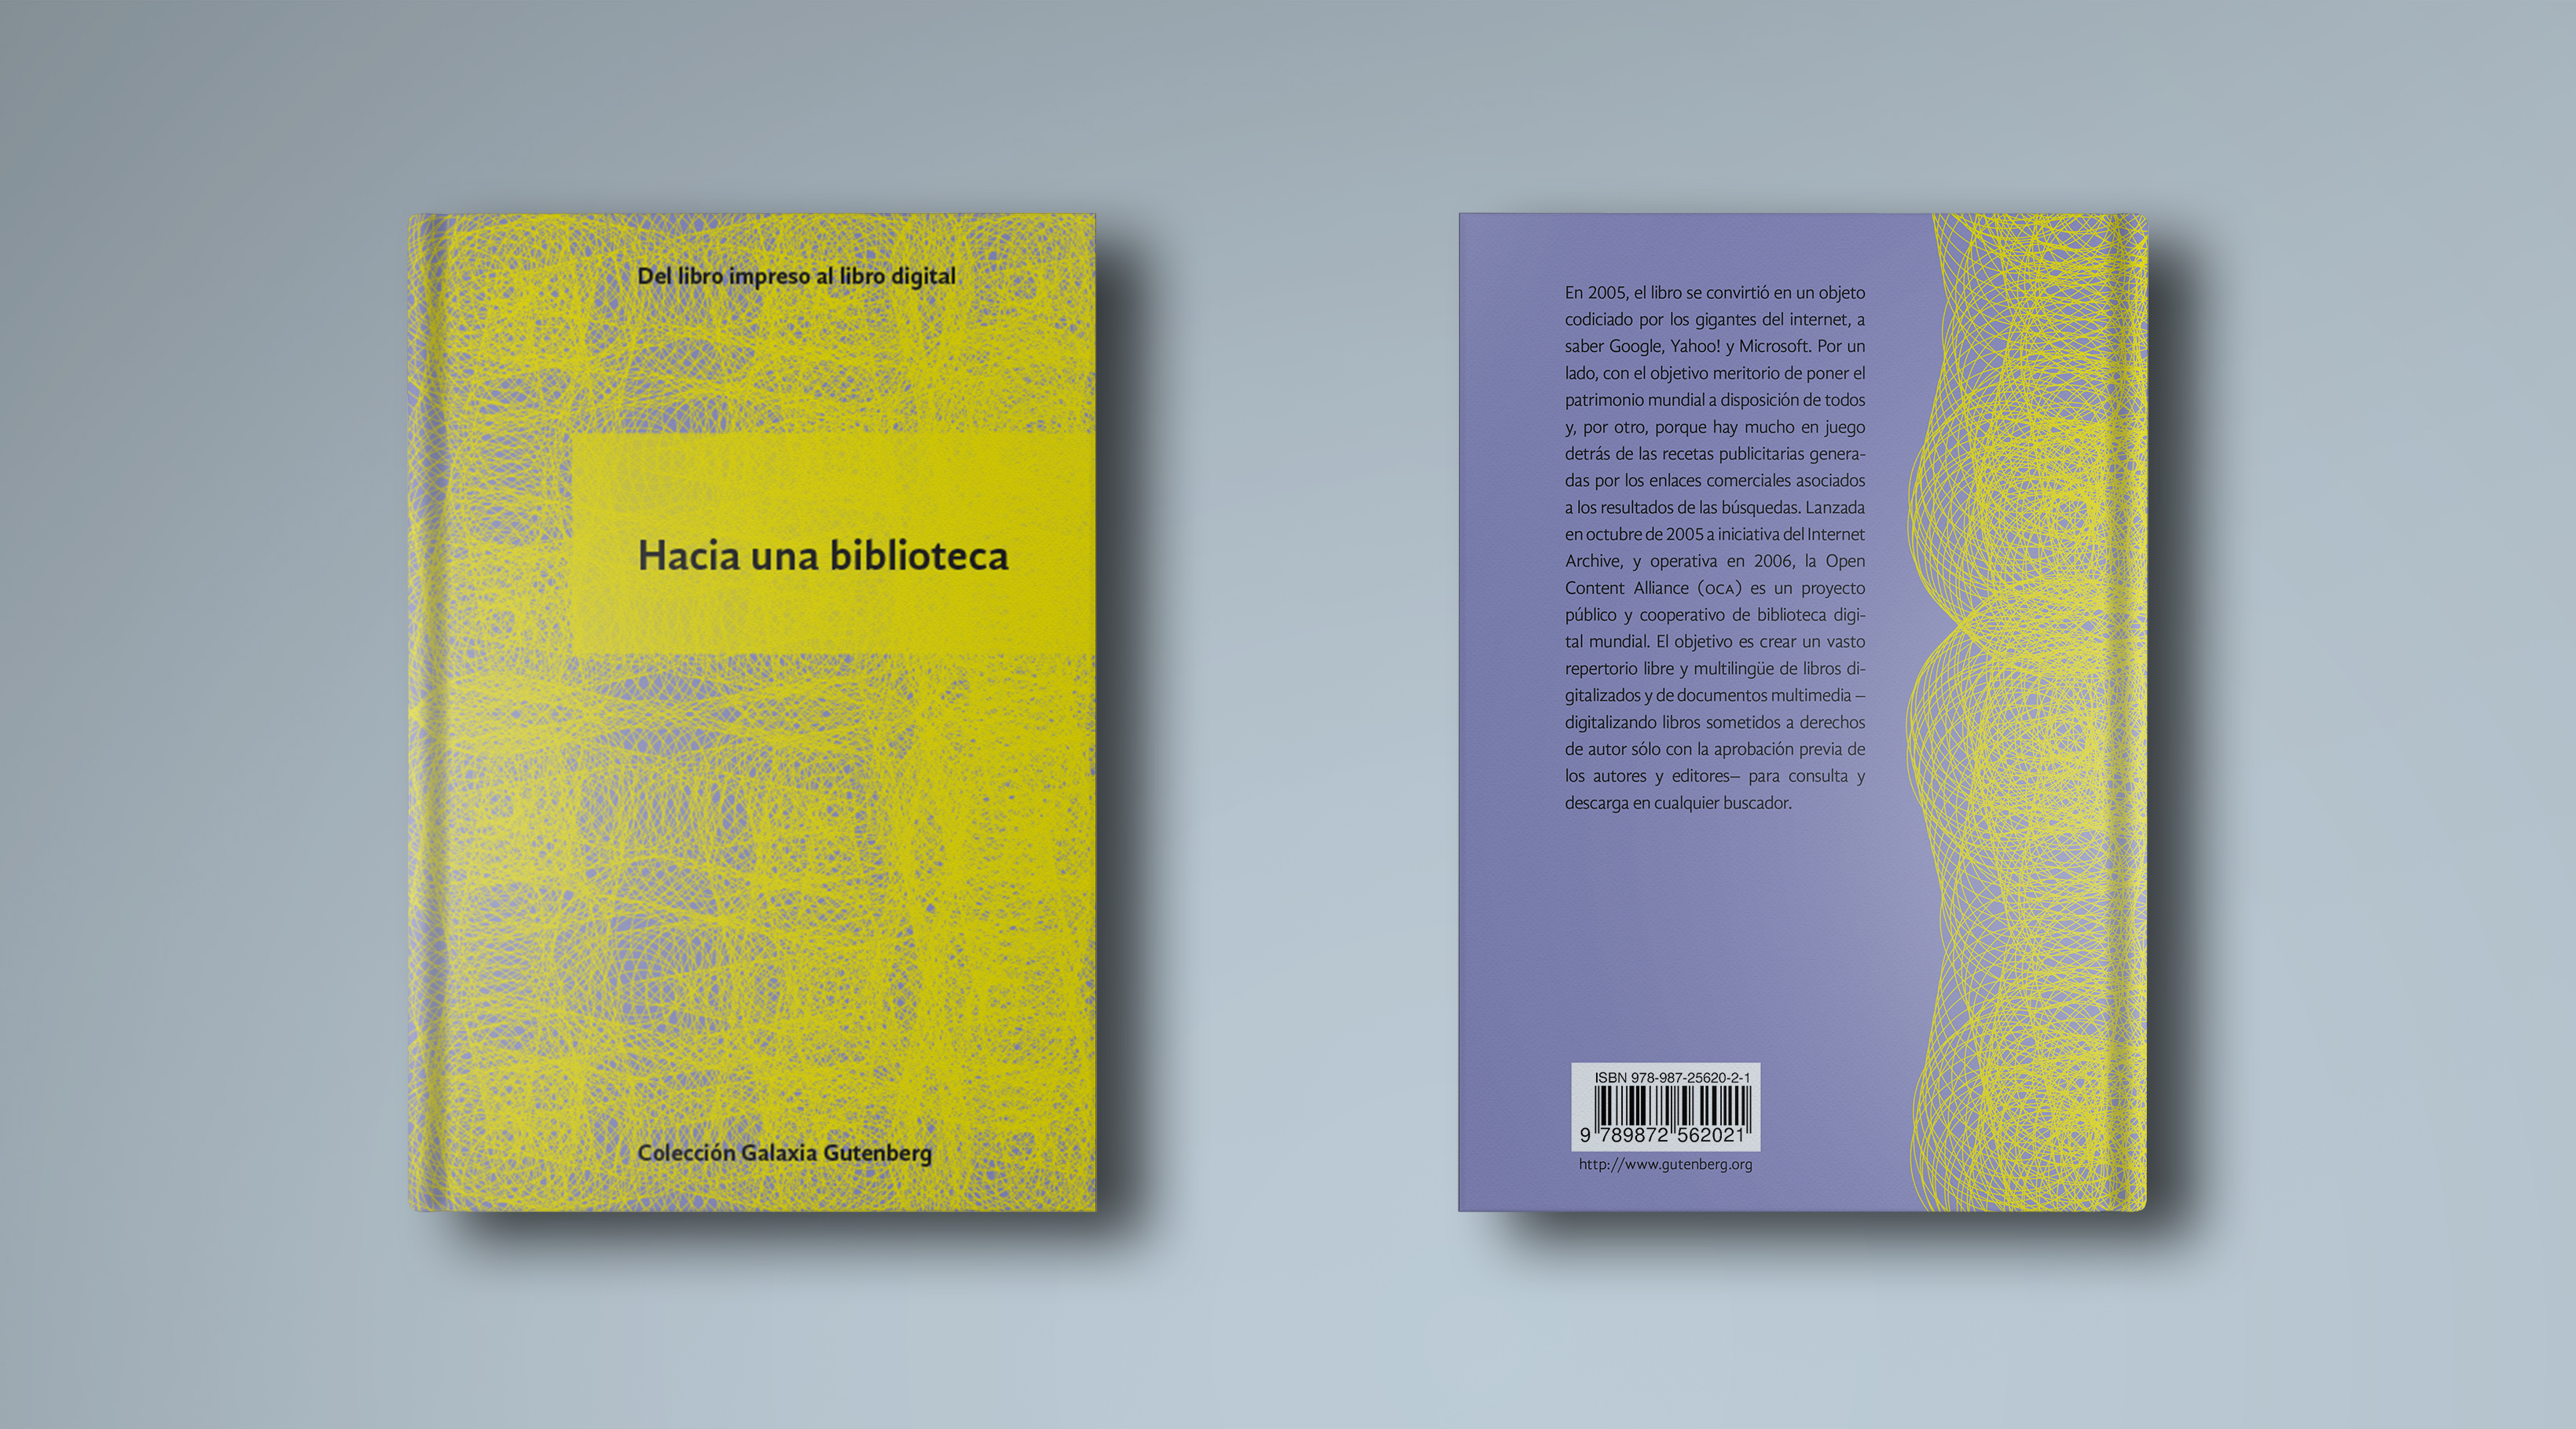 Del libro impreso al libro digital
Hacia una biblioteca
Colección Galaxia Gutenberg
En 2005, el libro se convirtió en un objeto
codiciado por los gigantes del internet, a
saber Google, Yahoo! y Microsoft. Por un
lado, con el objetivo meritorio de poner el
patrimonio mundial a disposición de todos
y, por otro, porque hay mucho en juego
detrás de las recetas publicitarias genera-
das por los enlaces comerciales asociados
a los resultados de las búsquedas. Lanzada
en octubre de 2005 a iniciativa del Internet
Archive, y operativa en 2006, la Open
Content Alliance (OCA) es un proyecto
público y cooperativo de biblioteca digi-
tal mundial. El objetivo es crear un vasto
repertorio libre y multilingüe de libros di-
gitalizados y de documentos multimedia –
digitalizando libros sometidos a derechos
de autor sólo con la aprobación previa de
los autores y editores– para consulta y
descarga en cualquier buscador.
ISBN 978-987-25620-2-1
9 789872 562021
http://www.gutenberg.org